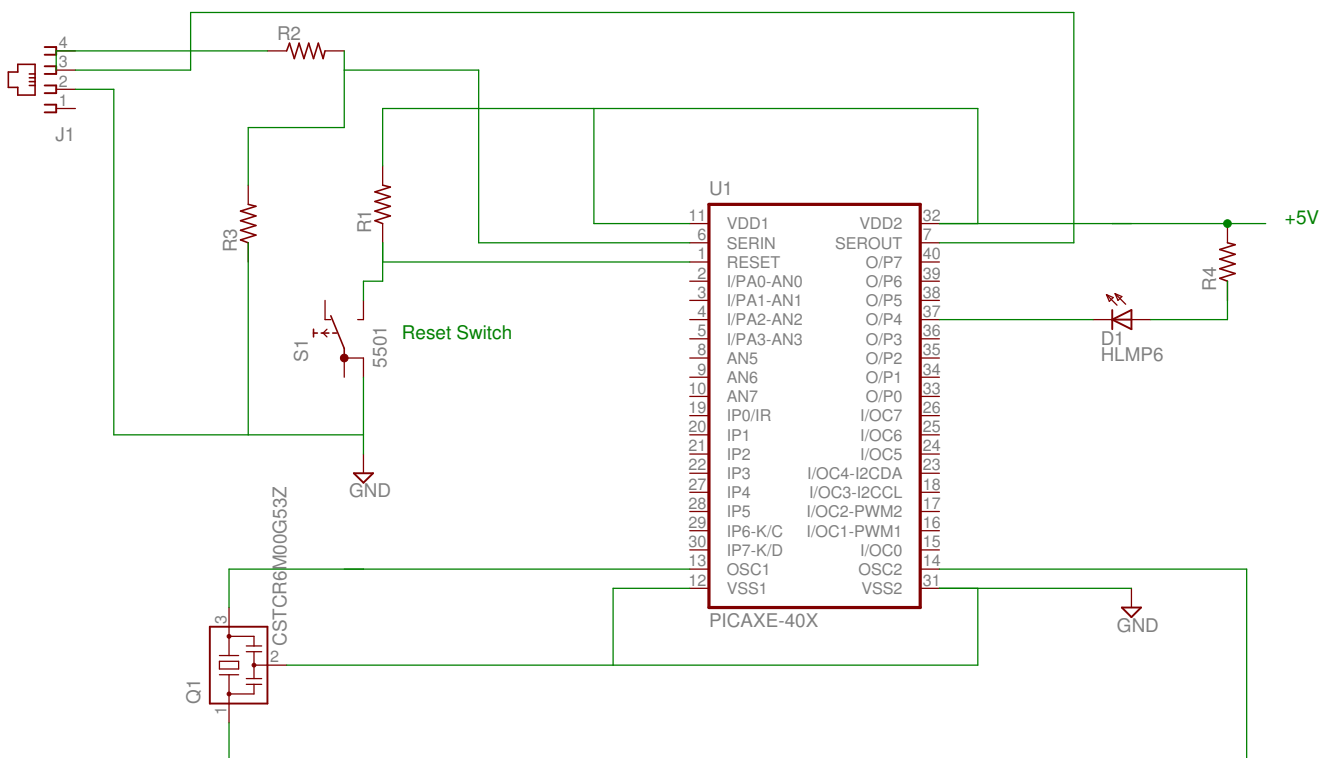 R2
4
3
2
1
J1
R3
R1
S1
5501
Reset Switch
GND
U1
11 VDD1 VDD2 32
6 SERIN SEROUT 7
1 RESET O/P7 40
2 I/PA0-AN0 O/P6 39
3 I/PA1-AN1 O/P5 38
4 I/PA2-AN2 O/P4 37
5 I/PA3-AN3 O/P3 36
8 AN5 O/P2 35
9 AN6 O/P1 34
10 AN7 O/P0 33
19 IP0/IR I/OC7 26
20 IP1 I/OC6 25
21 IP2 I/OC5 24
22 IP3 I/OC4-I2CDA 23
27 IP4 I/OC3-I2CCL 18
28 IP5 I/OC2-PWM2 17
29 IP6-K/C I/OC1-PWM1 16
30 IP7-K/D I/OC0 15
13 OSC1 OSC2 14
12 VSS1 VSS2 31
PICAXE-40X
+5V
R4
D1
HLMP6
GND
CSTCR6M00G53Z
3
2
Q1
1